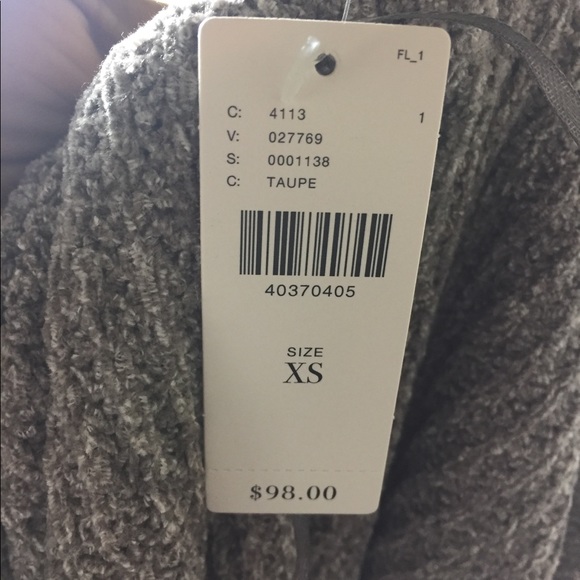 FL_1
C: 4113 1
V: 027769
S: 0001138
C: TAUPE
40370405
SIZE
XS
$98.00